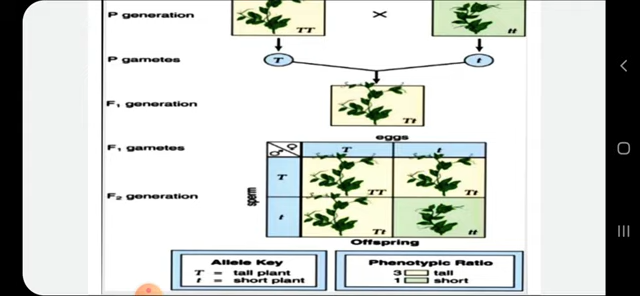 P generation
TT
×
tt
P gametes
T
t
F₁ generation
Tt
eggs
F₁ gametes
♂ ♀
T
t
T
TT
Tt
F₂ generation
sperm
t
Tt
tt
Offspring
Allele Key
T = tall plant
t = short plant
Phenotypic Ratio
3 tall
1 short